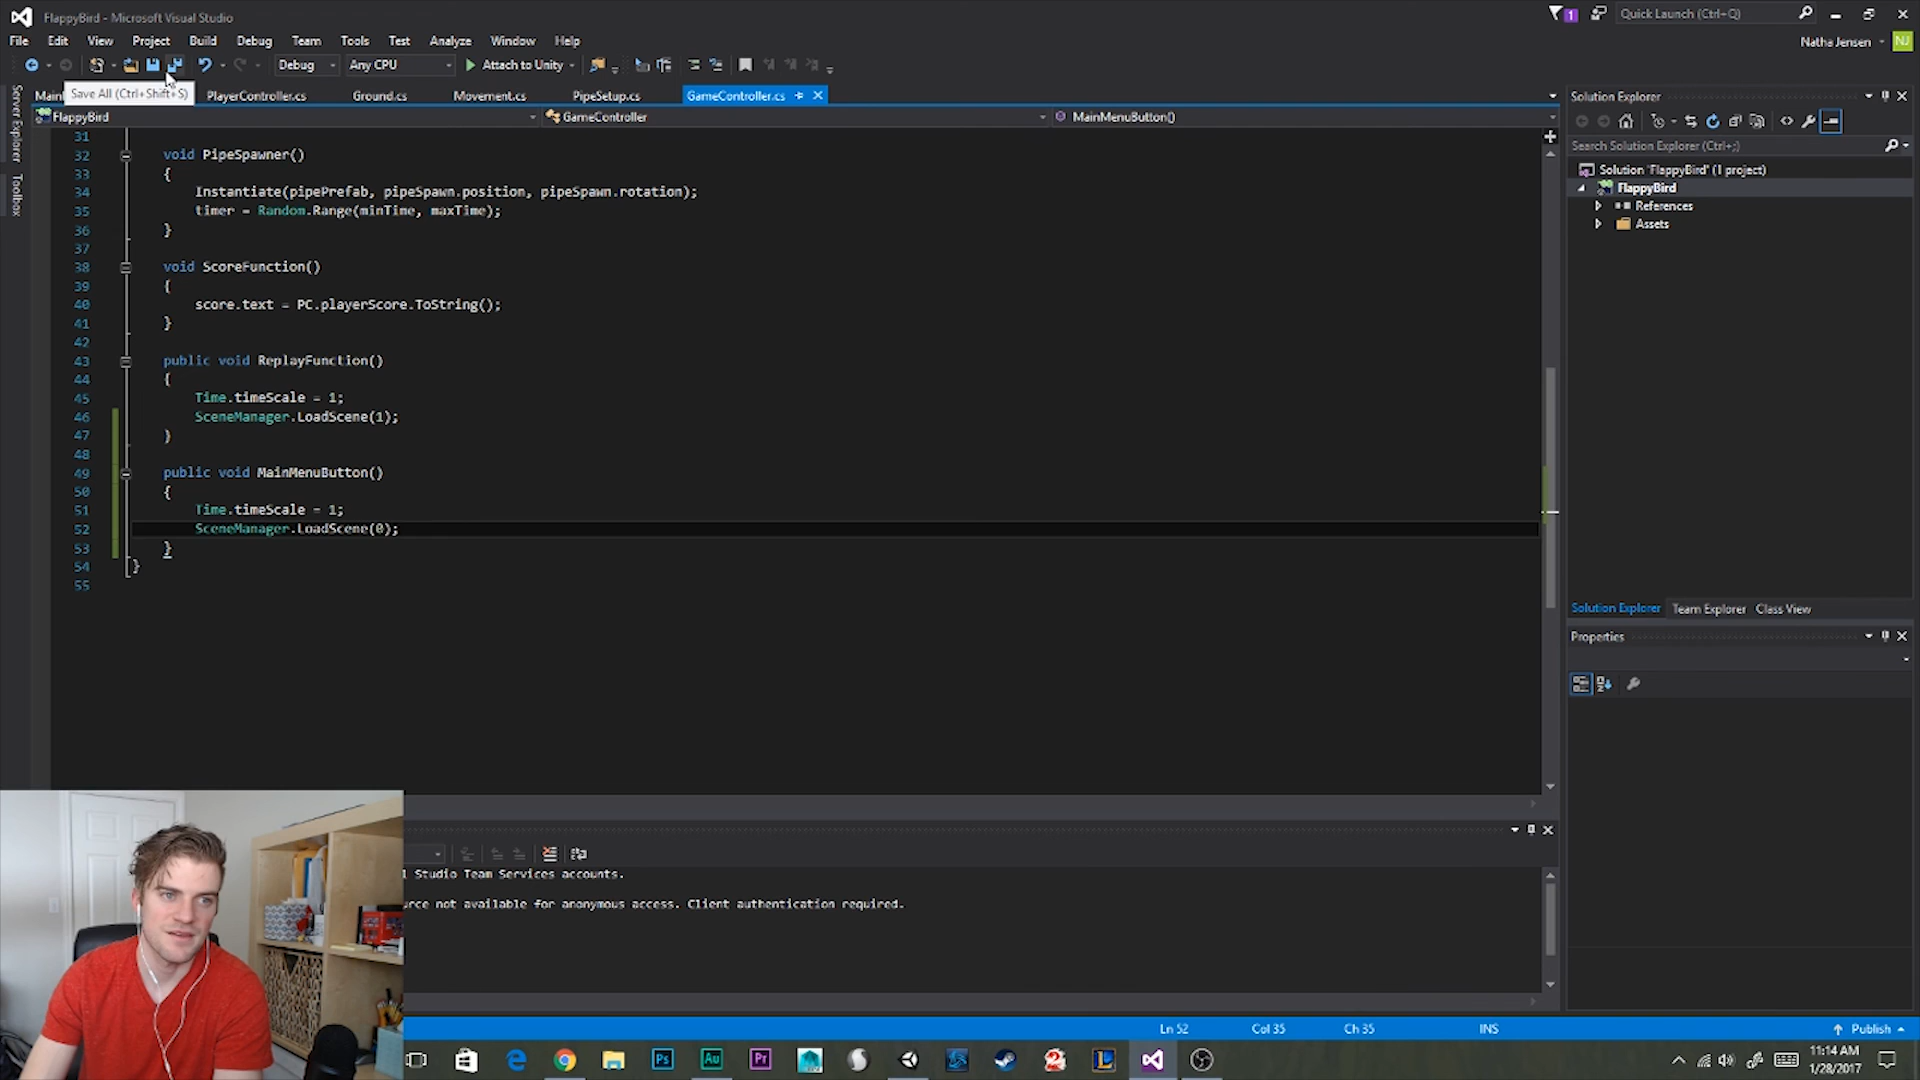 FlappyBird - Microsoft Visual Studio
1
Quick Launch (Ctrl+Q)
File Edit View Project Build Debug Team Tools Test Analyze Window Help
Natha Jensen
NJ
Debug Any CPU Attach to Unity
Save All (Ctrl+Shift+S)
PlayerController.cs Ground.cs Movement.cs PipeSetup.cs GameController.cs
FlappyBird GameController MainMenuButton()
Server Explorer
Toolbox
31
32 void PipeSpawner()
33 {
34 Instantiate(pipePrefab, pipeSpawn.position, pipeSpawn.rotation);
35 timer = Random.Range(minTime, maxTime);
36 }
37
38 void ScoreFunction()
39 {
40 score.text = PC.playerScore.ToString();
41 }
42
43 public void ReplayFunction()
44 {
45 Time.timeScale = 1;
46 SceneManager.LoadScene(1);
47 }
48
49 public void MainMenuButton()
50 {
51 Time.timeScale = 1;
52 SceneManager.LoadScene(0);
53 }
54 }
55
Solution Explorer
Search Solution Explorer (Ctrl+;)
Solution 'FlappyBird' (1 project)
FlappyBird
References
Assets
Solution Explorer Team Explorer Class View
Properties
l Studio Team Services accounts.
urce not available for anonymous access. Client authentication required.
Ln 52 Col 35 Ch 35 INS Publish
Ps Au Pr L
11:14 AM
1/28/2017